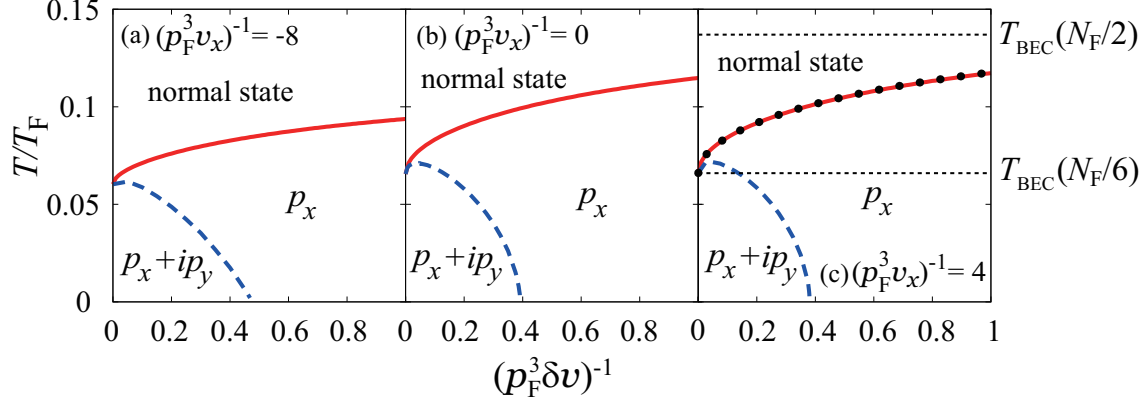 (a) (p_F^3 v_x)^-1 = -8
(b) (p_F^3 v_x)^-1 = 0
T_BEC(N_F/2)
normal state
normal state
normal state
T/T_F
0.15
0.1
0.05
0
T_BEC(N_F/6)
p_x
p_x
p_x
p_x+ip_y
p_x+ip_y
p_x+ip_y
(c) (p_F^3 v_x)^-1 = 4
0 0.2 0.4 0.6 0.8
0 0.2 0.4 0.6 0.8
0 0.2 0.4 0.6 0.8 1
(p_F^3 δv)^-1